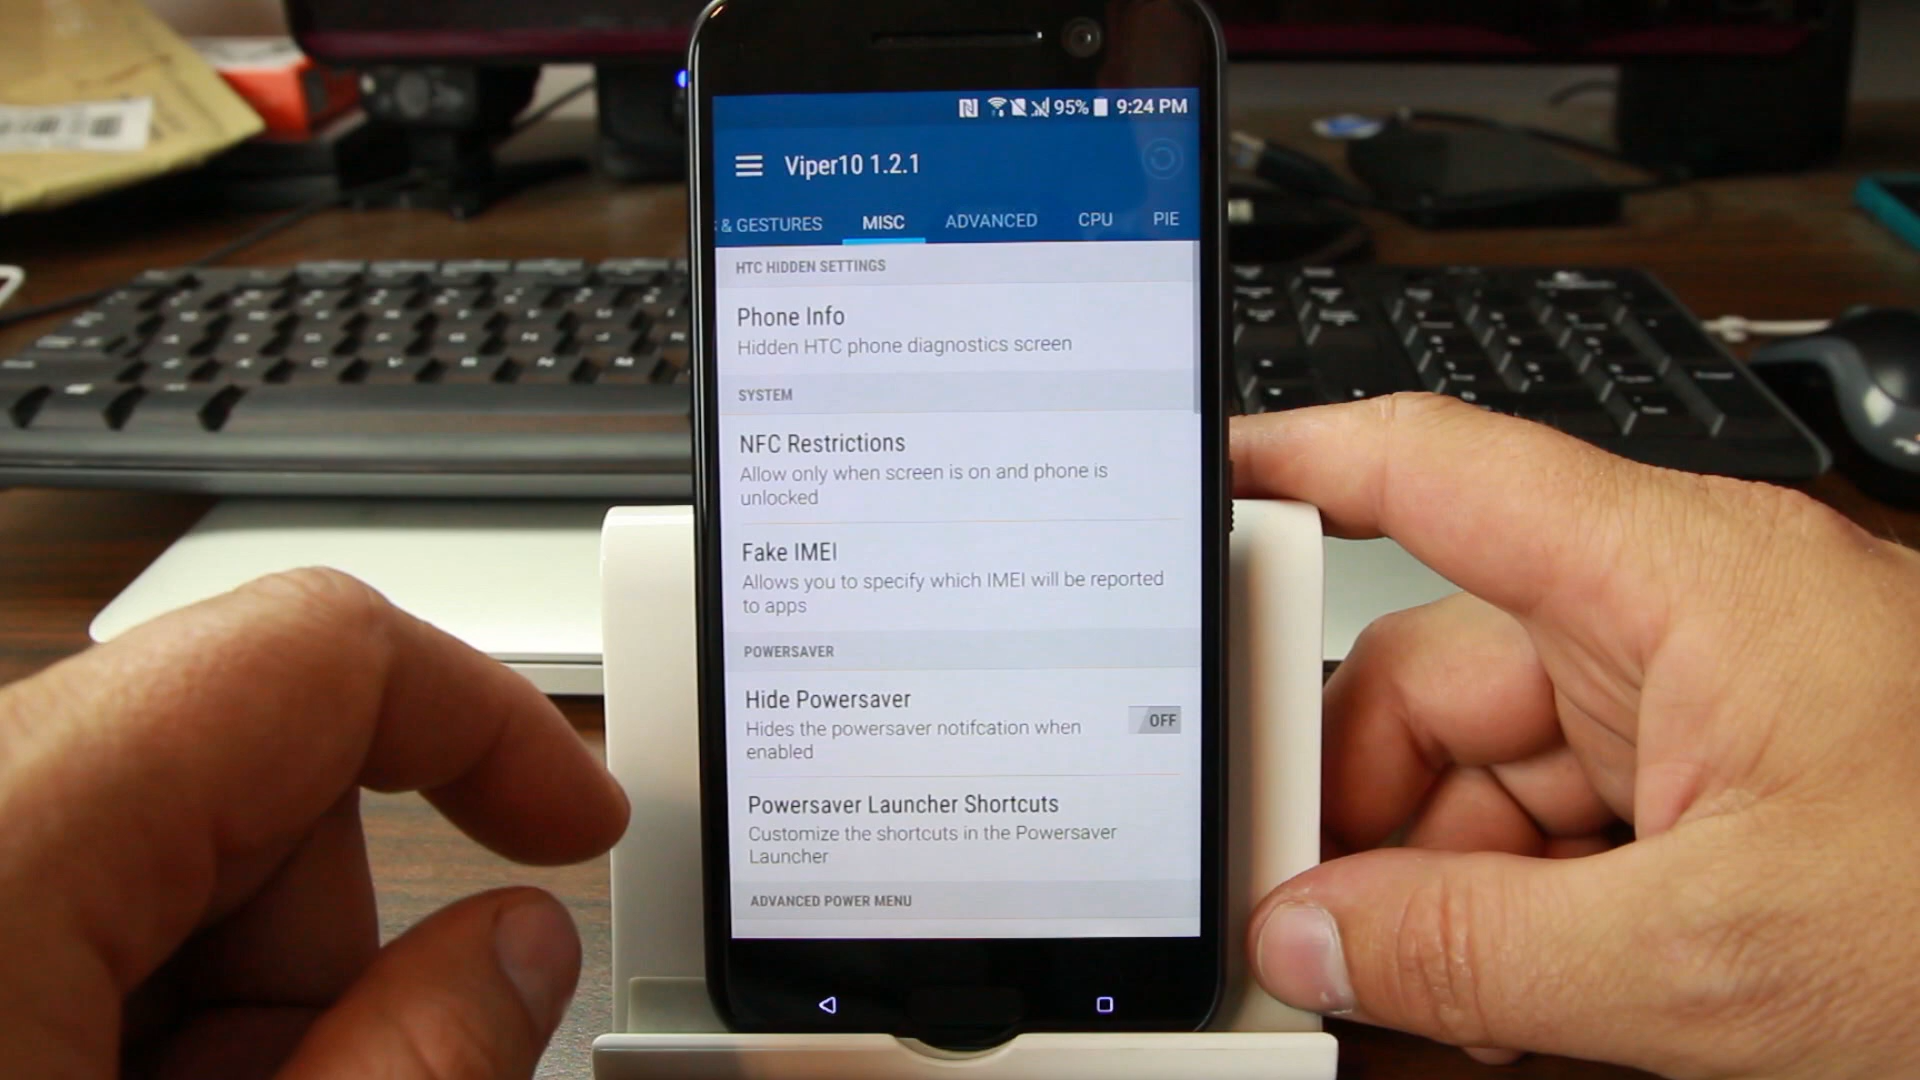 95% 9:24 PM
Viper10 1.2.1
& GESTURES MISC ADVANCED CPU PIE
HTC HIDDEN SETTINGS
Phone Info
Hidden HTC phone diagnostics screen
SYSTEM
NFC Restrictions
Allow only when screen is on and phone is
unlocked
Fake IMEI
Allows you to specify which IMEI will be reported
to apps
POWERSAVER
Hide Powersaver
OFF
Hides the powersaver notifcation when
enabled
Powersaver Launcher Shortcuts
Customize the shortcuts in the Powersaver
Launcher
ADVANCED POWER MENU